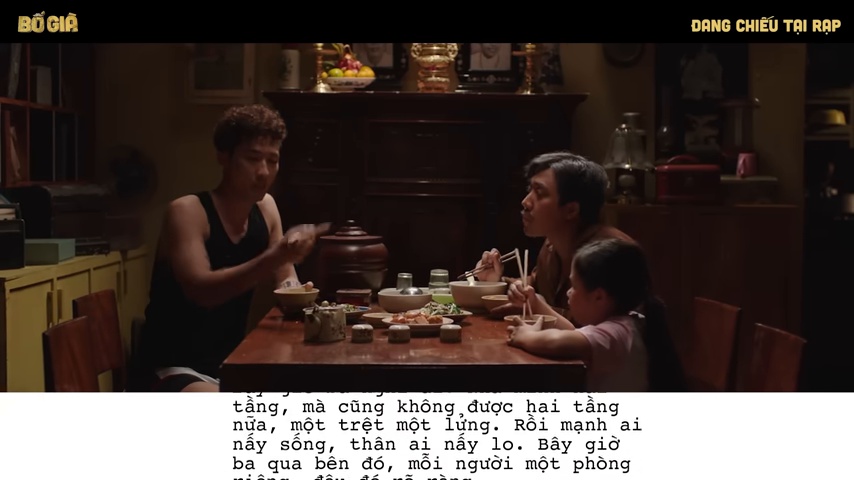 BỐ GIÀ
ĐANG CHIẾU TẠI RẠP
tầng, mà cũng không được hai tầng
nữa, một trệt một lửng. Rồi mạnh ai
nấy sống, thân ai nấy lo. Bây giờ
ba qua bên đó, mỗi người một phòng